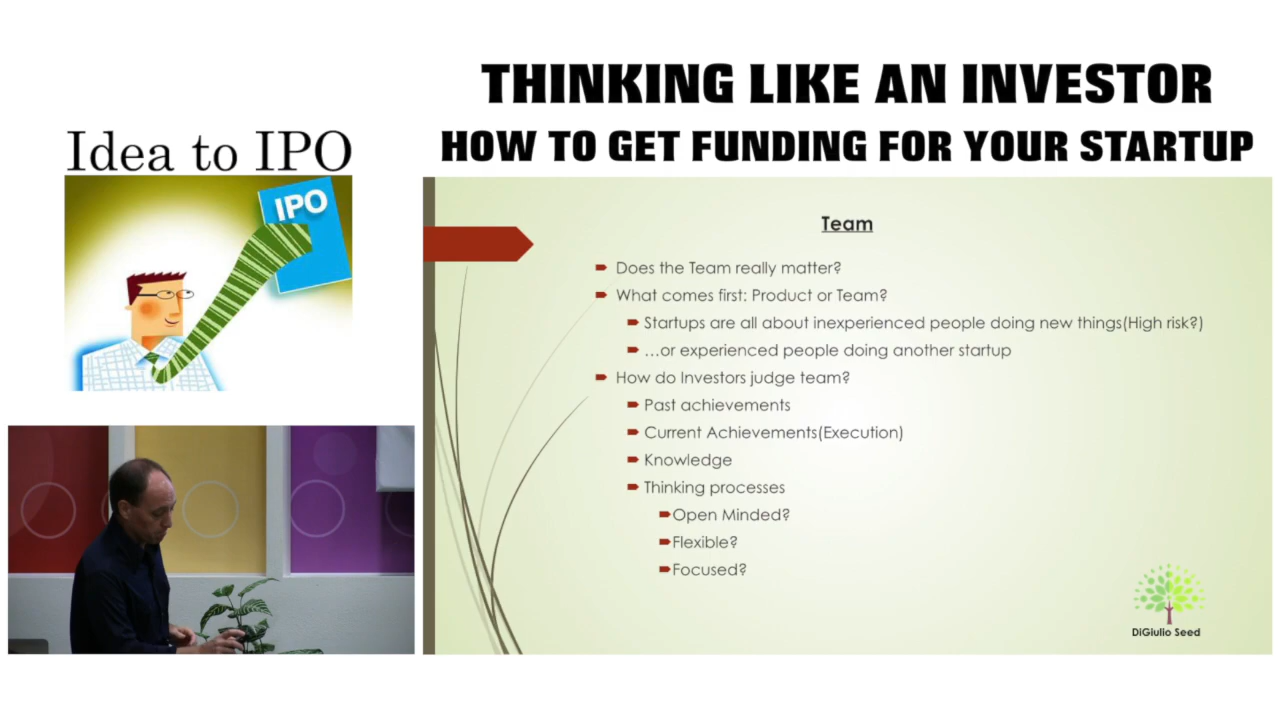 THINKING LIKE AN INVESTOR
HOW TO GET FUNDING FOR YOUR STARTUP
Idea to IPO
IPO
Team
Does the Team really matter?
What comes first: Product or Team?
Startups are all about inexperienced people doing new things(High risk?)
...or experienced people doing another startup
How do Investors judge team?
Past achievements
Current Achievements(Execution)
Knowledge
Thinking processes
Open Minded?
Flexible?
Focused?
DiGiulio Seed